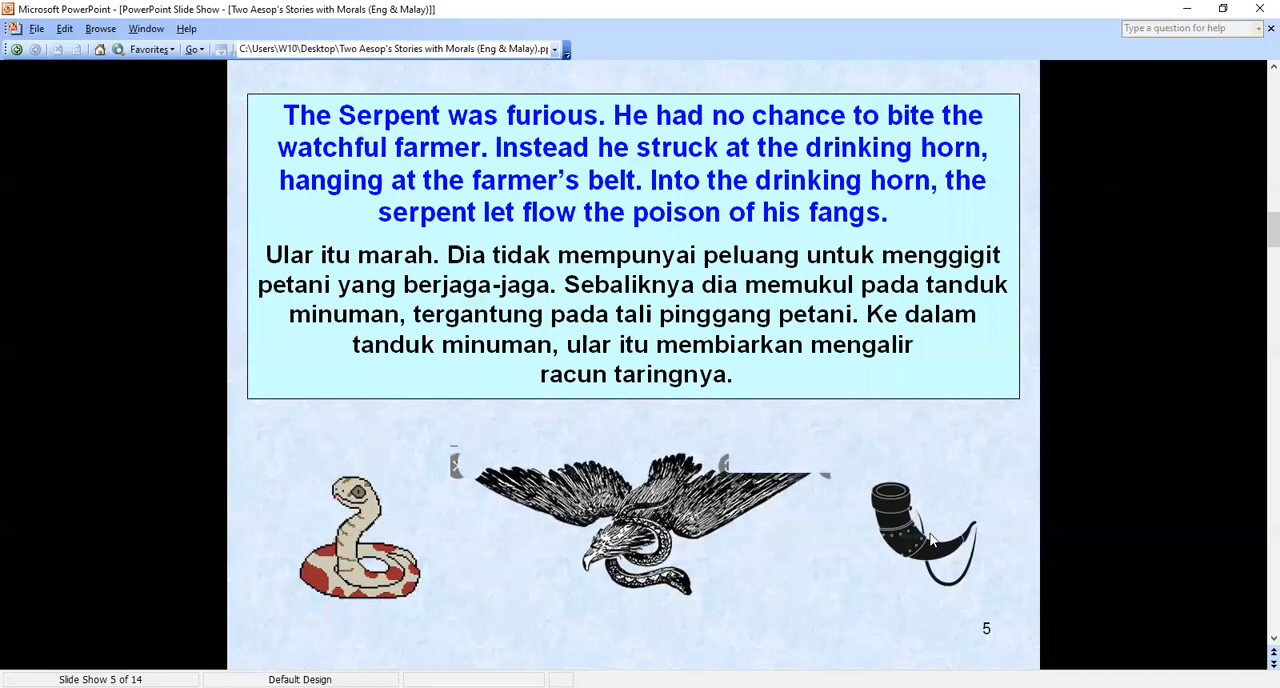 Microsoft PowerPoint - [PowerPoint Slide Show - [Two Aesop's Stories with Morals (Eng & Malay)]]
File Edit Browse Window Help
Type a question for help
Favorites Go C:\Users\W10\Desktop\Two Aesop's Stories with Morals (Eng & Malay).pp
The Serpent was furious. He had no chance to bite the
watchful farmer. Instead he struck at the drinking horn,
hanging at the farmer’s belt. Into the drinking horn, the
serpent let flow the poison of his fangs.
Ular itu marah. Dia tidak mempunyai peluang untuk menggigit
petani yang berjaga-jaga. Sebaliknya dia memukul pada tanduk
minuman, tergantung pada tali pinggang petani. Ke dalam
tanduk minuman, ular itu membiarkan mengalir
racun taringnya.
5
Slide Show 5 of 14 Default Design